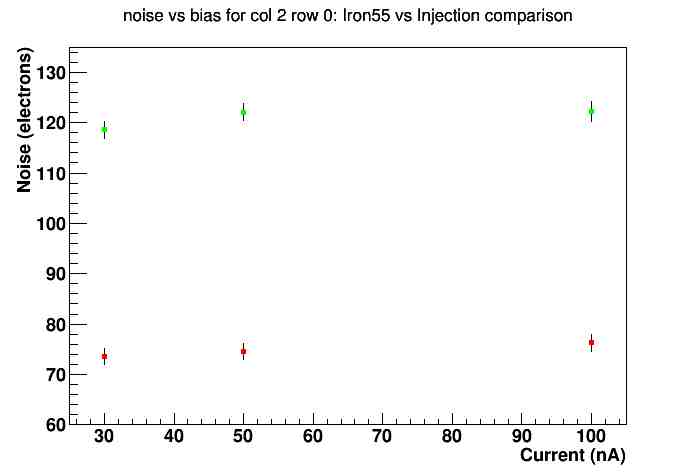 noise vs bias for col 2 row 0: Iron55 vs Injection comparison
Noise (electrons)
130
120
110
100
90
80
70
60
30 40 50 60 70 80 90 100
Current (nA)